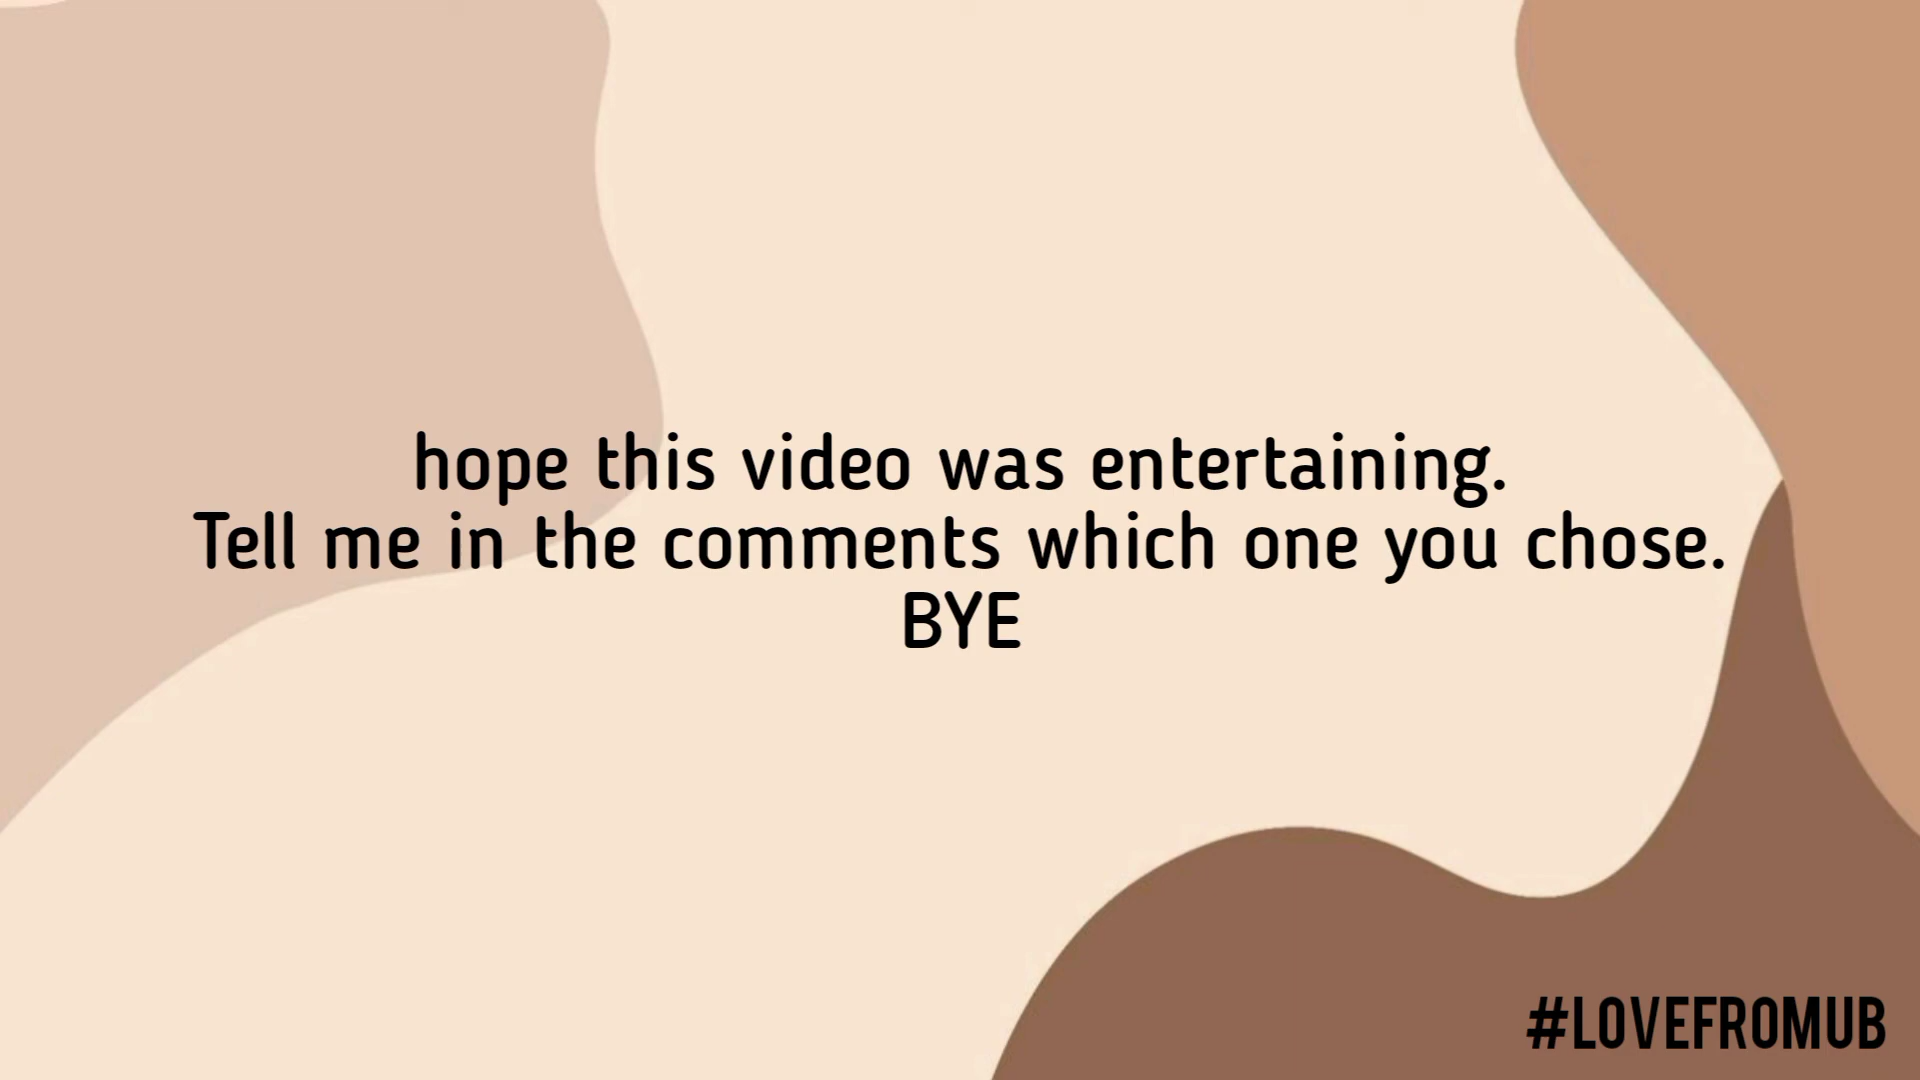 hope this video was entertaining.
Tell me in the comments which one you chose.
BYE
#LOVEFROMUB